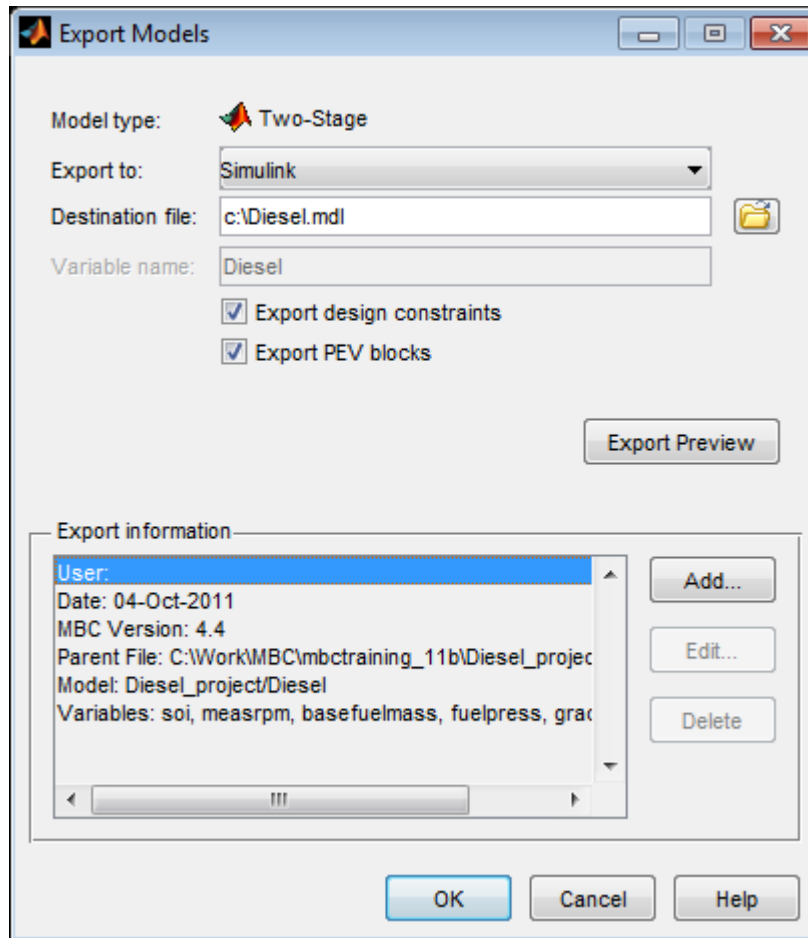 Export Models
Model type: Two-Stage
Export to: Simulink
Destination file: c:\Diesel.mdl
Variable name: Diesel
Export design constraints
Export PEV blocks
Export Preview
Export information
User:
Date: 04-Oct-2011
MBC Version: 4.4
Parent File: C:\Work\MBC\mbctraining_11b\Diesel_projec
Model: Diesel_project/Diesel
Variables: soi, measrpm, basefuelmass, fuelpress, grac
Add...
Edit...
Delete
OK Cancel Help